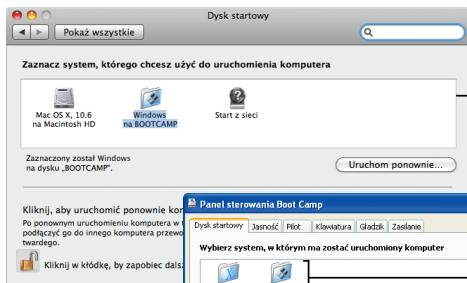 Dysk startowy
Pokaż wszystkie
Zaznacz system, którego chcesz użyć do uruchomienia komputera
Mac OS X, 10.6
na Macintosh HD
Windows
na BOOTCAMP
Start z sieci
Zaznaczony został Windows
na dysku „BOOTCAMP”.
Uruchom ponownie...
Kliknij, aby uruchomić ponownie
Po ponownym uruchomieniu komputera w
podłączyć go do innego komputera
twardego.
Kliknij w kłódkę, by zapobiec
Panel sterowania Boot Camp
Dysk startowy Jasność Pilot Klawiatura Gładzik Zasilanie
Wybierz system, w którym ma zostać uruchomiony komputer